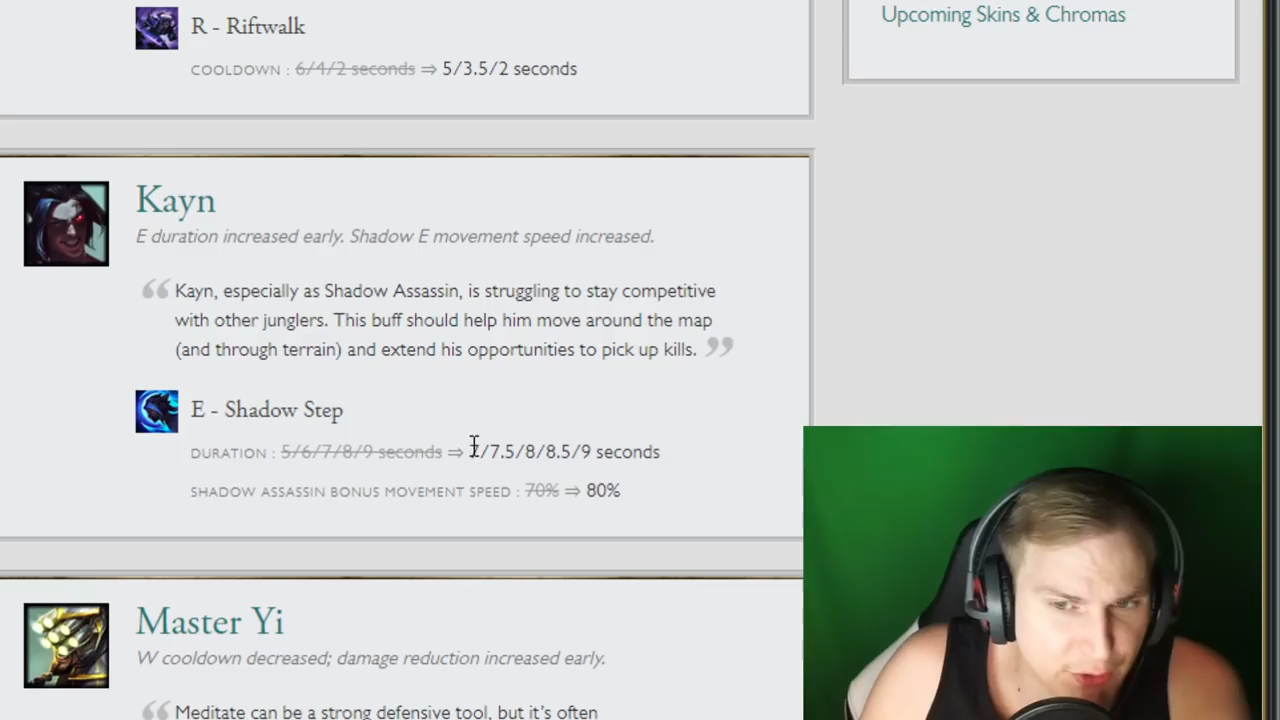 Upcoming Skins & Chromas
R - Riftwalk
COOLDOWN : 6/4/2 seconds ⇒ 5/3.5/2 seconds
Kayn
E duration increased early. Shadow E movement speed increased.
“ Kayn, especially as Shadow Assassin, is struggling to stay competitive
with other junglers. This buff should help him move around the map
(and through terrain) and extend his opportunities to pick up kills. ”
E - Shadow Step
DURATION : 5/6/7/8/9 seconds ⇒ 7/7.5/8/8.5/9 seconds
SHADOW ASSASSIN BONUS MOVEMENT SPEED : 70% ⇒ 80%
Master Yi
W cooldown decreased; damage reduction increased early.
“ Meditate can be a strong defensive tool, but it's often